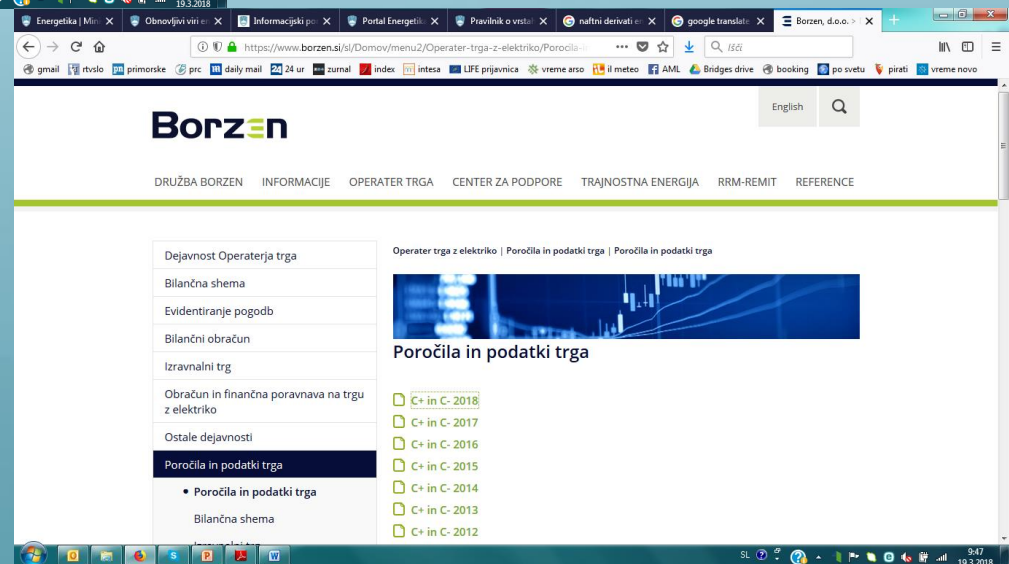 19.3.2018
Energetika | Mini
Obnovljivi viri en
Informacijski po
Portal Energetik
Pravilnik o vrsta
naftni derivati en
google translate
Borzen, d.o.o. >
https://www.borzen.si/sl/Domov/menu2/Operater-trga-z-elektriko/Porocila-i
Išči
gmail rtvslo primorske prc daily mail 24 ur zurnal index intesa LIFE prijavnica vreme arso il meteo AML Bridges drive booking po svetu pirati vreme novo
English
Borzen
DRUŽBA BORZEN INFORMACIJE OPERATER TRGA CENTER ZA PODPORE TRAJNOSTNA ENERGIJA RRM-REMIT REFERENCE
Dejavnost Operaterja trga
Bilančna shema
Evidentiranje pogodb
Bilančni obračun
Izravnalni trg
Obračun in finančna poravnava na trgu
z elektriko
Ostale dejavnosti
Poročila in podatki trga
• Poročila in podatki trga
Bilančna shema
Operater trga z elektriko | Poročila in podatki trga | Poročila in podatki trga
Poročila in podatki trga
C+ in C- 2018
C+ in C- 2017
C+ in C- 2016
C+ in C- 2015
C+ in C- 2014
C+ in C- 2013
C+ in C- 2012
SL
9:47
19.3.2018